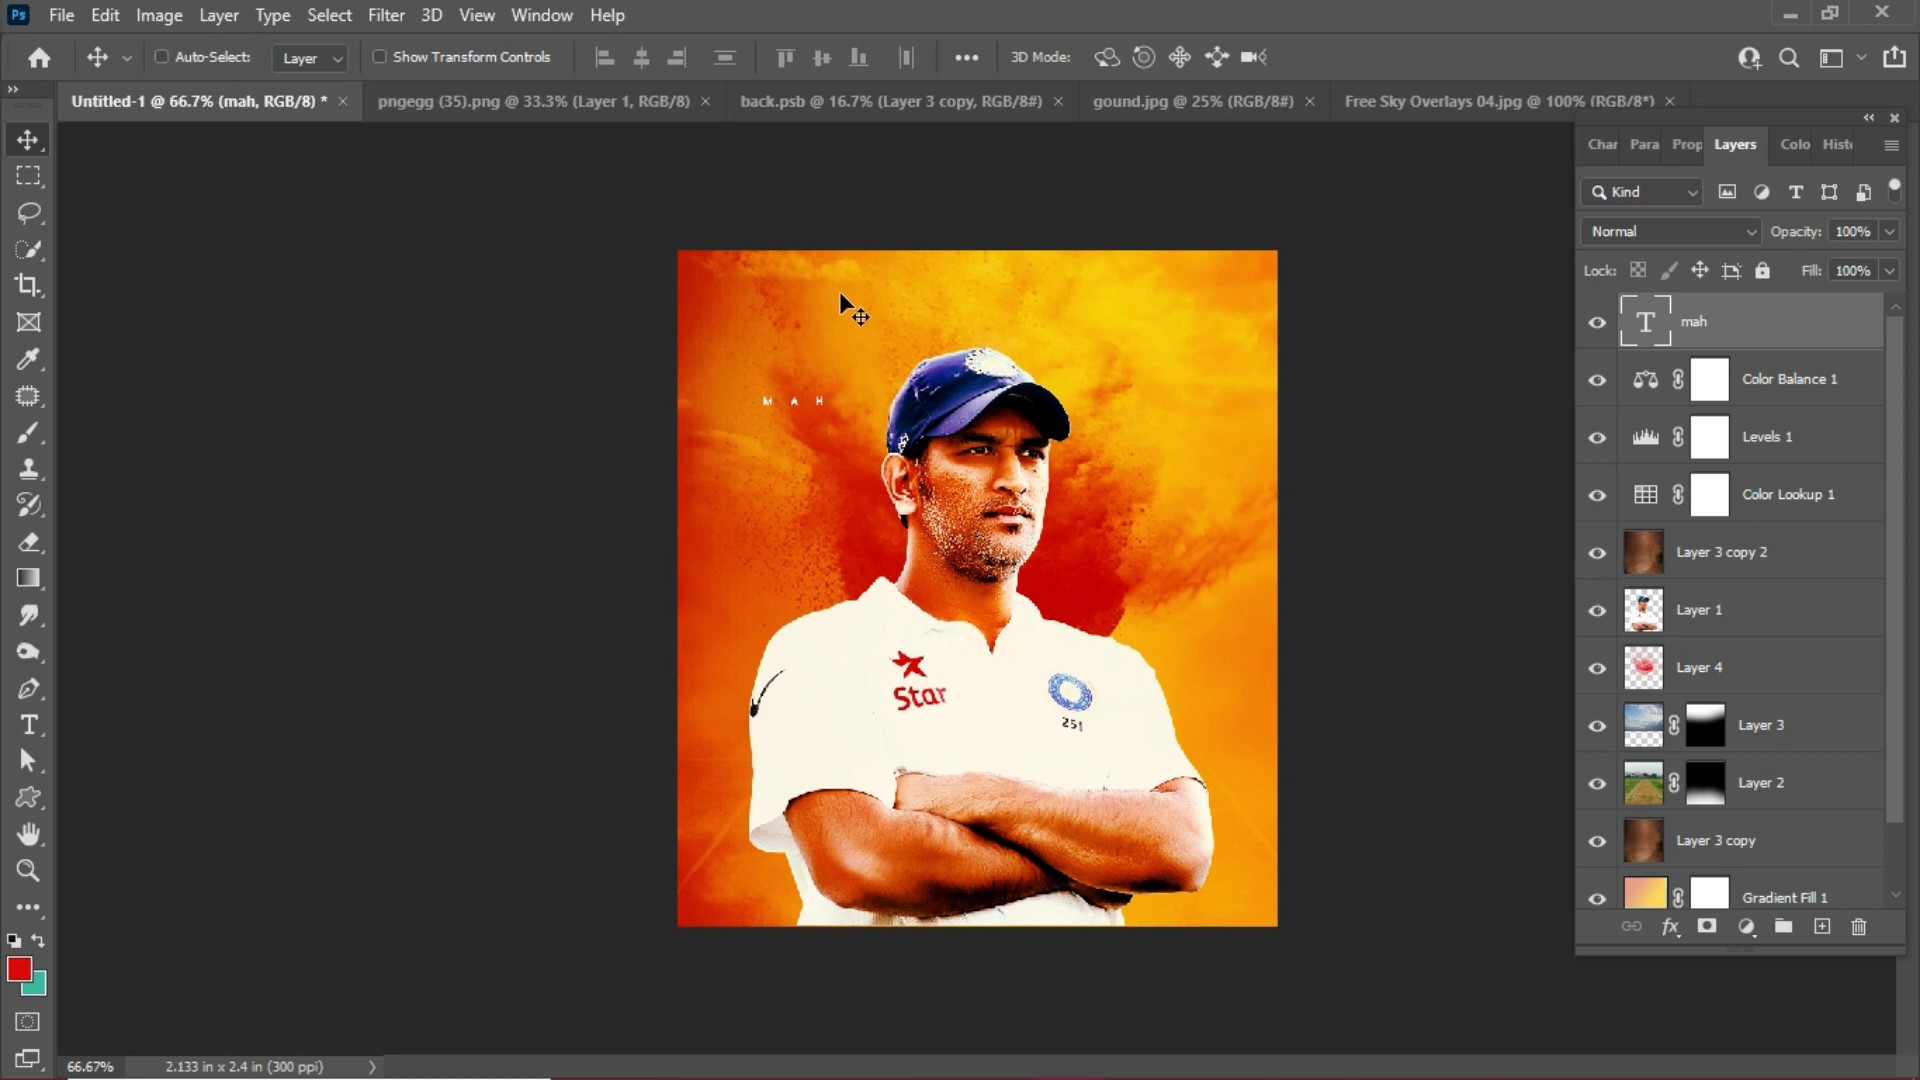 Ps File Edit Image Layer Type Select Filter 3D View Window Help
Auto-Select: Layer Show Transform Controls 3D Mode:
Untitled-1 @ 66.7% (mah, RGB/8) * pngegg (35).png @ 33.3% (Layer 1, RGB/8) back.psb @ 16.7% (Layer 3 copy, RGB/8#) gound.jpg @ 25% (RGB/8#) Free Sky Overlays 04.jpg @ 100% (RGB/8*)
Char Para Prop Layers Colo Histo
Kind
Normal Opacity: 100%
Lock: Fill: 100%
mah
Color Balance 1
Levels 1
Color Lookup 1
Layer 3 copy 2
Layer 1
Layer 4
Layer 3
Layer 2
Layer 3 copy
Gradient Fill 1
fx
M A H
Star
251
66.67% 2.133 in x 2.4 in (300 ppi)